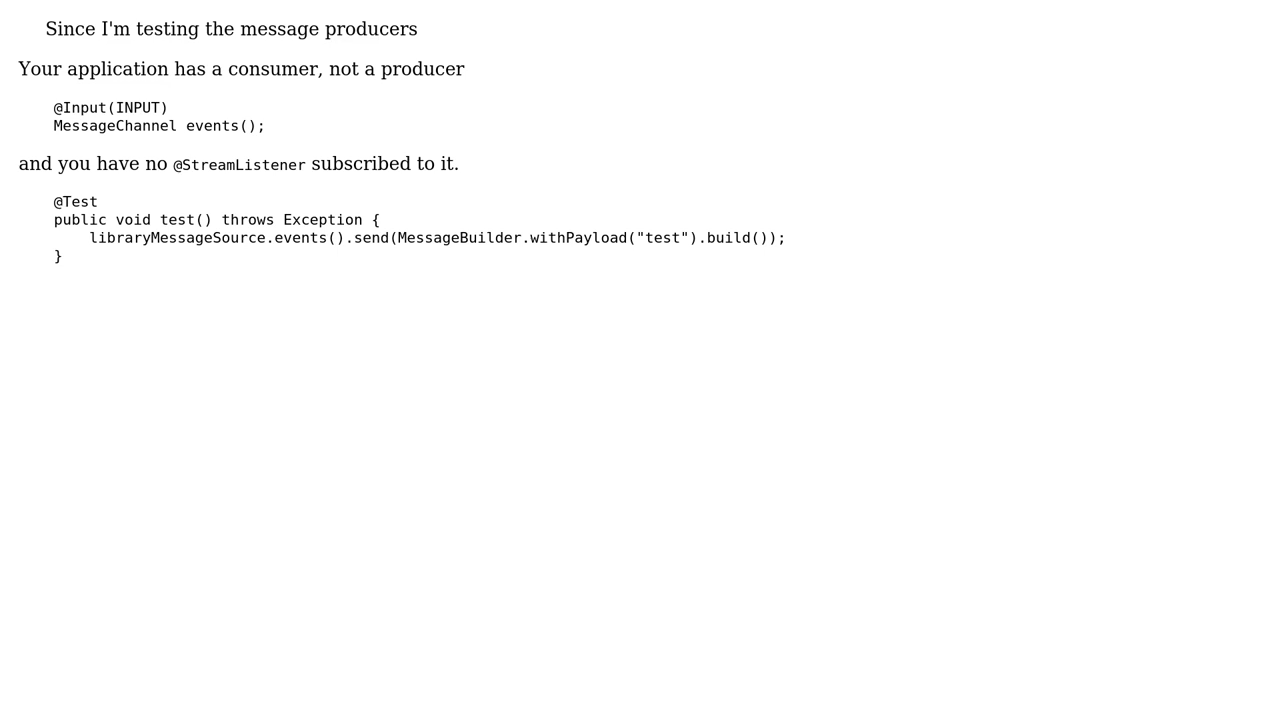 Since I'm testing the message producers
Your application has a consumer, not a producer
@Input(INPUT)
MessageChannel events();
and you have no @StreamListener subscribed to it.
@Test
public void test() throws Exception {
    libraryMessageSource.events().send(MessageBuilder.withPayload("test").build());
}